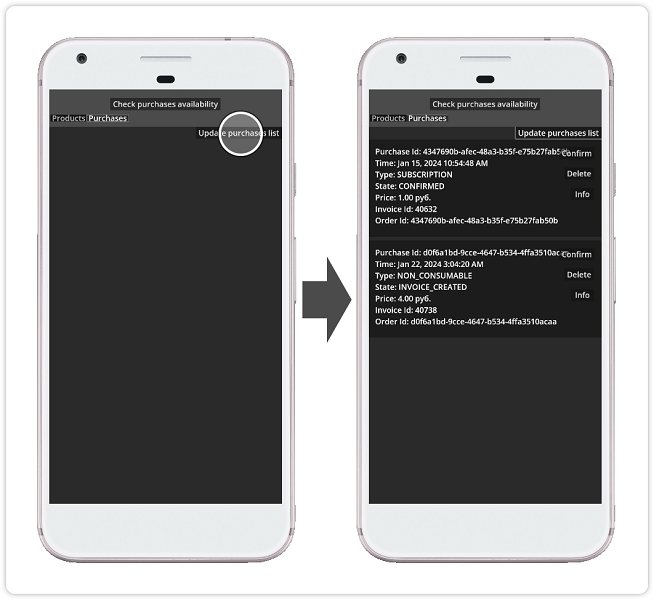 Check purchases availability
Products Purchases
Update purchases list
Check purchases availability
Products Purchases
Update purchases list
Purchase Id: 4347690b-afec-48a3-b35f-e75b27fab50b
Confirm
Time: Jan 15, 2024 10:54:48 AM
Type: SUBSCRIPTION
Delete
State: CONFIRMED
Price: 1.00 руб.
Info
Invoice Id: 40632
Order Id: 4347690b-afec-48a3-b35f-e75b27fab50b
Purchase Id: d0f6a1bd-9cce-4647-b534-4ffa3510acaa
Confirm
Time: Jan 22, 2024 3:04:20 AM
Type: NON_CONSUMABLE
Delete
State: INVOICE_CREATED
Price: 4.00 руб.
Info
Invoice Id: 40738
Order Id: d0f6a1bd-9cce-4647-b534-4ffa3510acaa